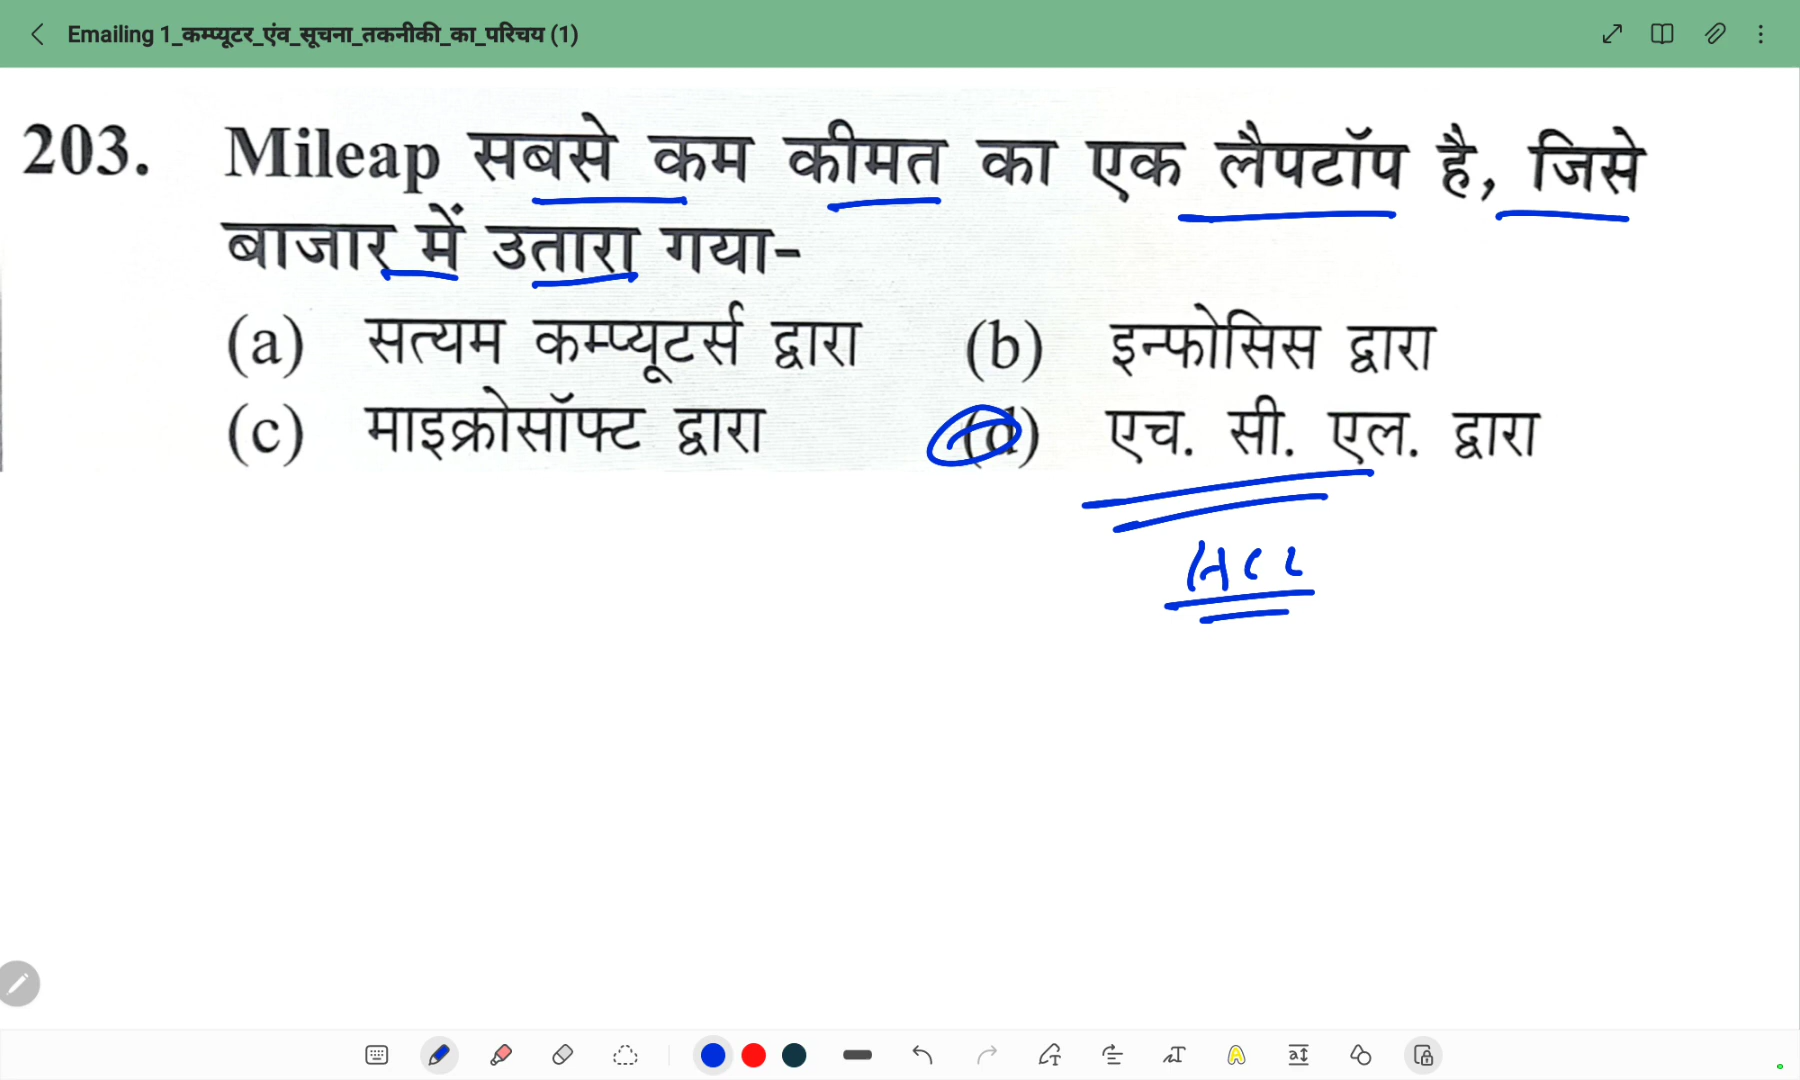 Emailing 1_कम्प्यूटर_एंव_सूचना_तकनीकी_का_परिचय (1)
203. Mileap सबसे कम कीमत का एक लैपटॉप है, जिसे
बाजार में उतारा गया-
(a) सत्यम कम्प्यूटर्स द्वारा (b) इन्फोसिस द्वारा
(c) माइक्रोसॉफ्ट द्वारा (d) एच. सी. एल. द्वारा
HCL